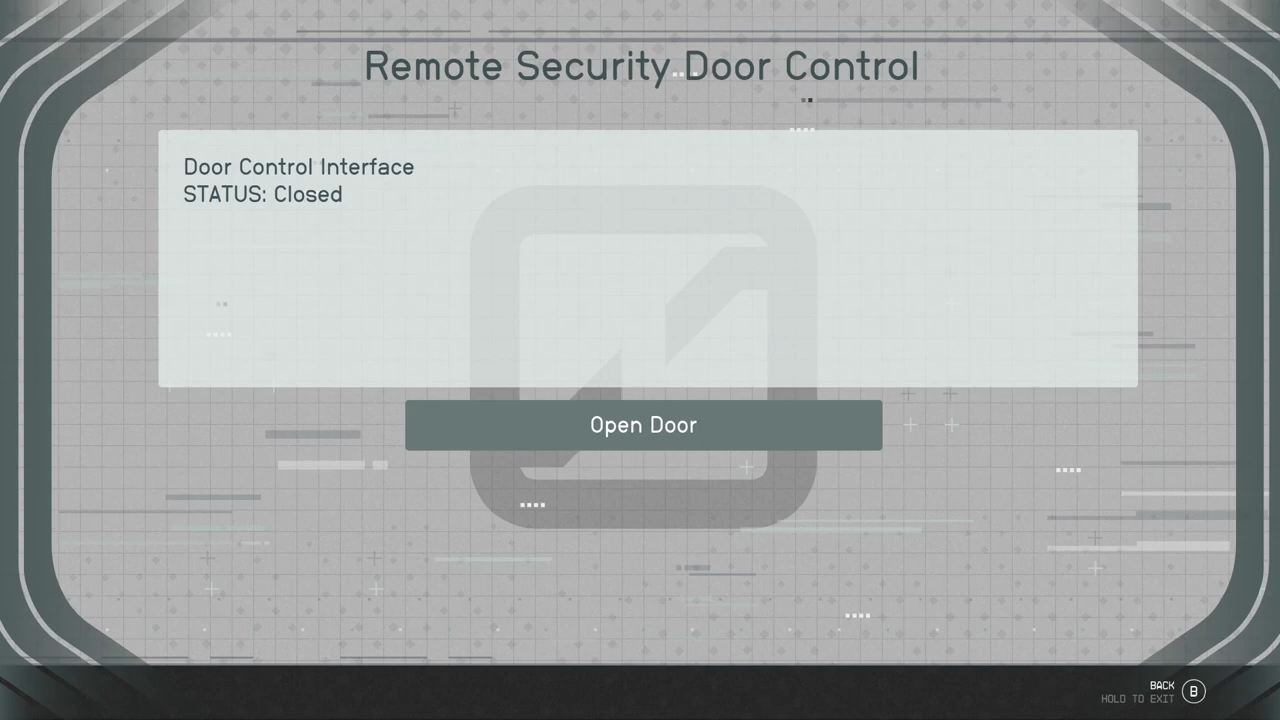 Remote Security Door Control
Door Control Interface
STATUS: Closed
Open Door
BACK
HOLD TO EXIT
B